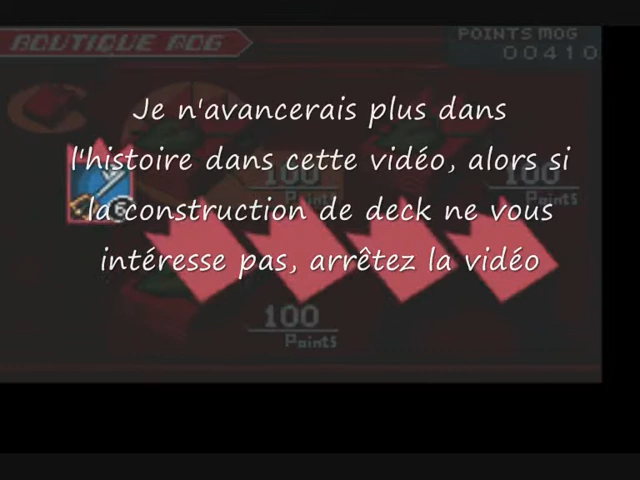 BOUTIQUE MOG
POINTS MOG
00410
Je n'avancerais plus dans
l'histoire dans cette vidéo, alors si
la construction de deck ne vous
intéresse pas, arrêtez la vidéo
100
Points
100
Points
6
100
Points